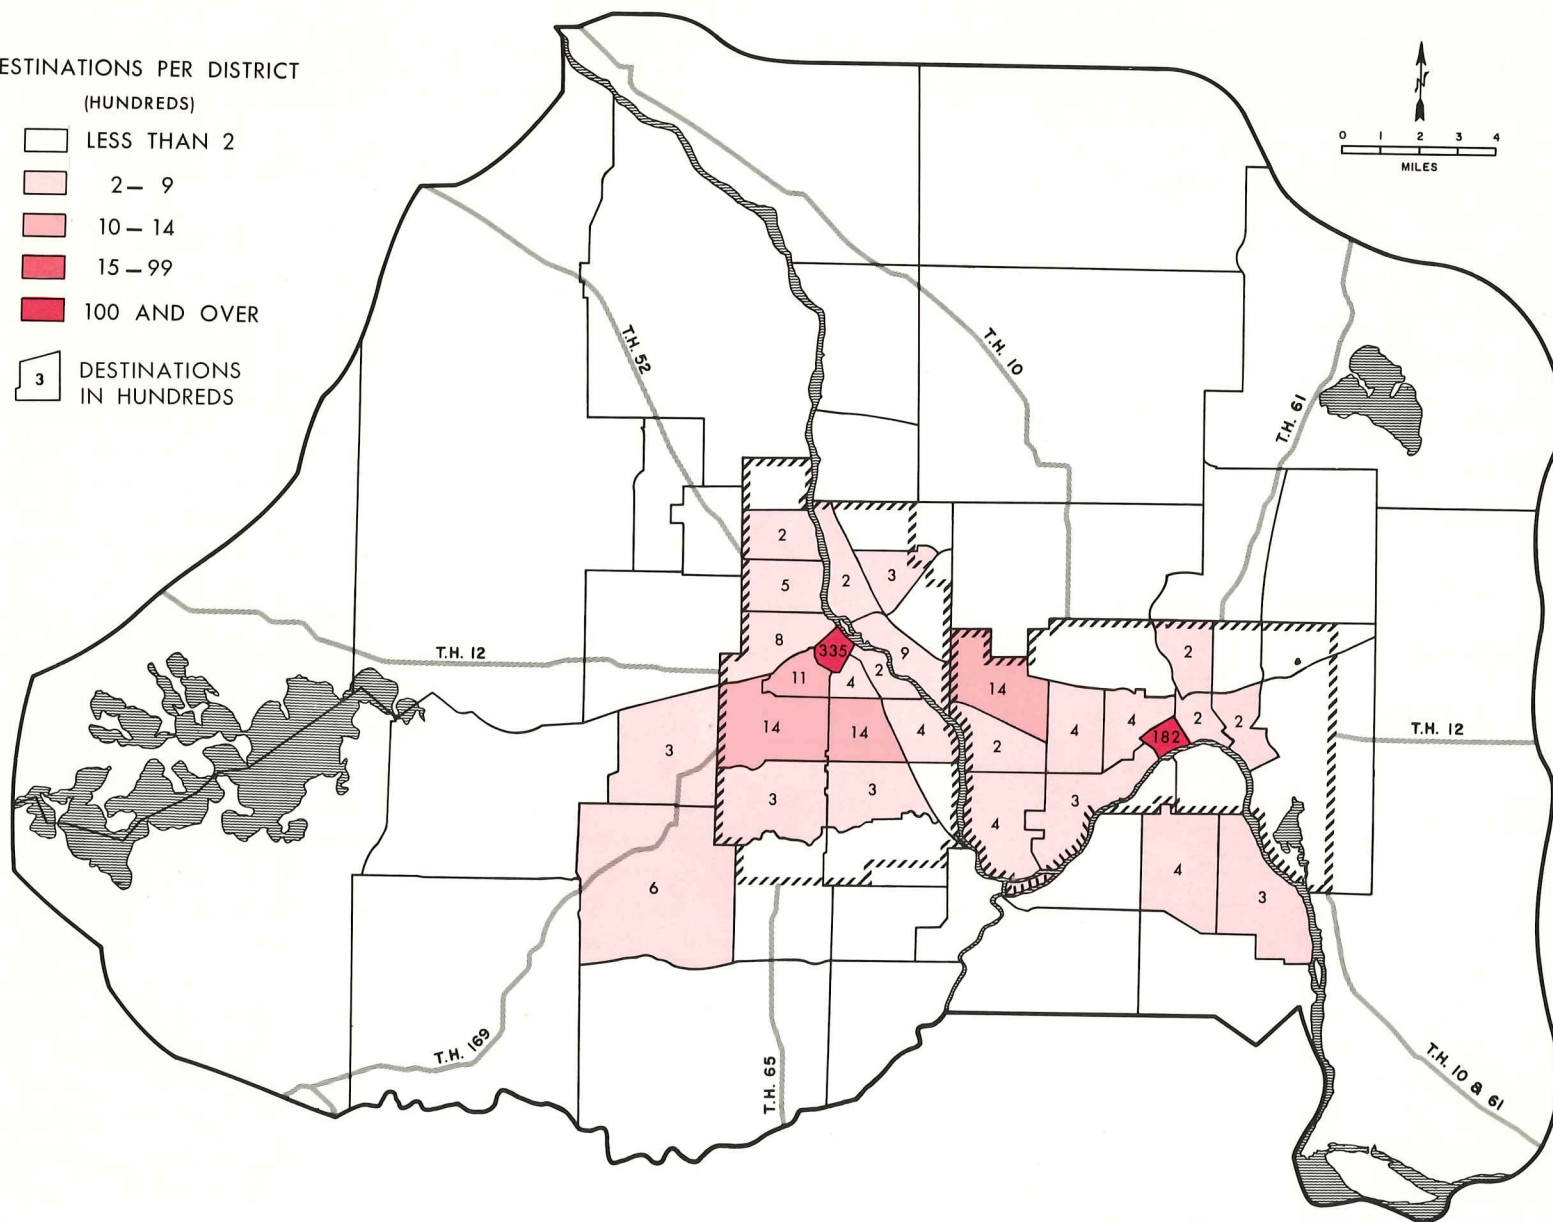 ESTINATIONS PER DISTRICT
(HUNDREDS)
LESS THAN 2
2 – 9
10 – 14
15 – 99
100 AND OVER
3
DESTINATIONS
IN HUNDREDS
N
0 1 2 3 4
MILES
T.H. 52
T.H. 10
T.H. 61
2
5
2
3
T.H. 12
8
335
9
2
11
4
2
14
14
14
4
3
2
4
4
2
2
182
T.H. 12
3
3
4
3
6
4
3
T.H. 169
T.H. 65
T.H. 10 & 61